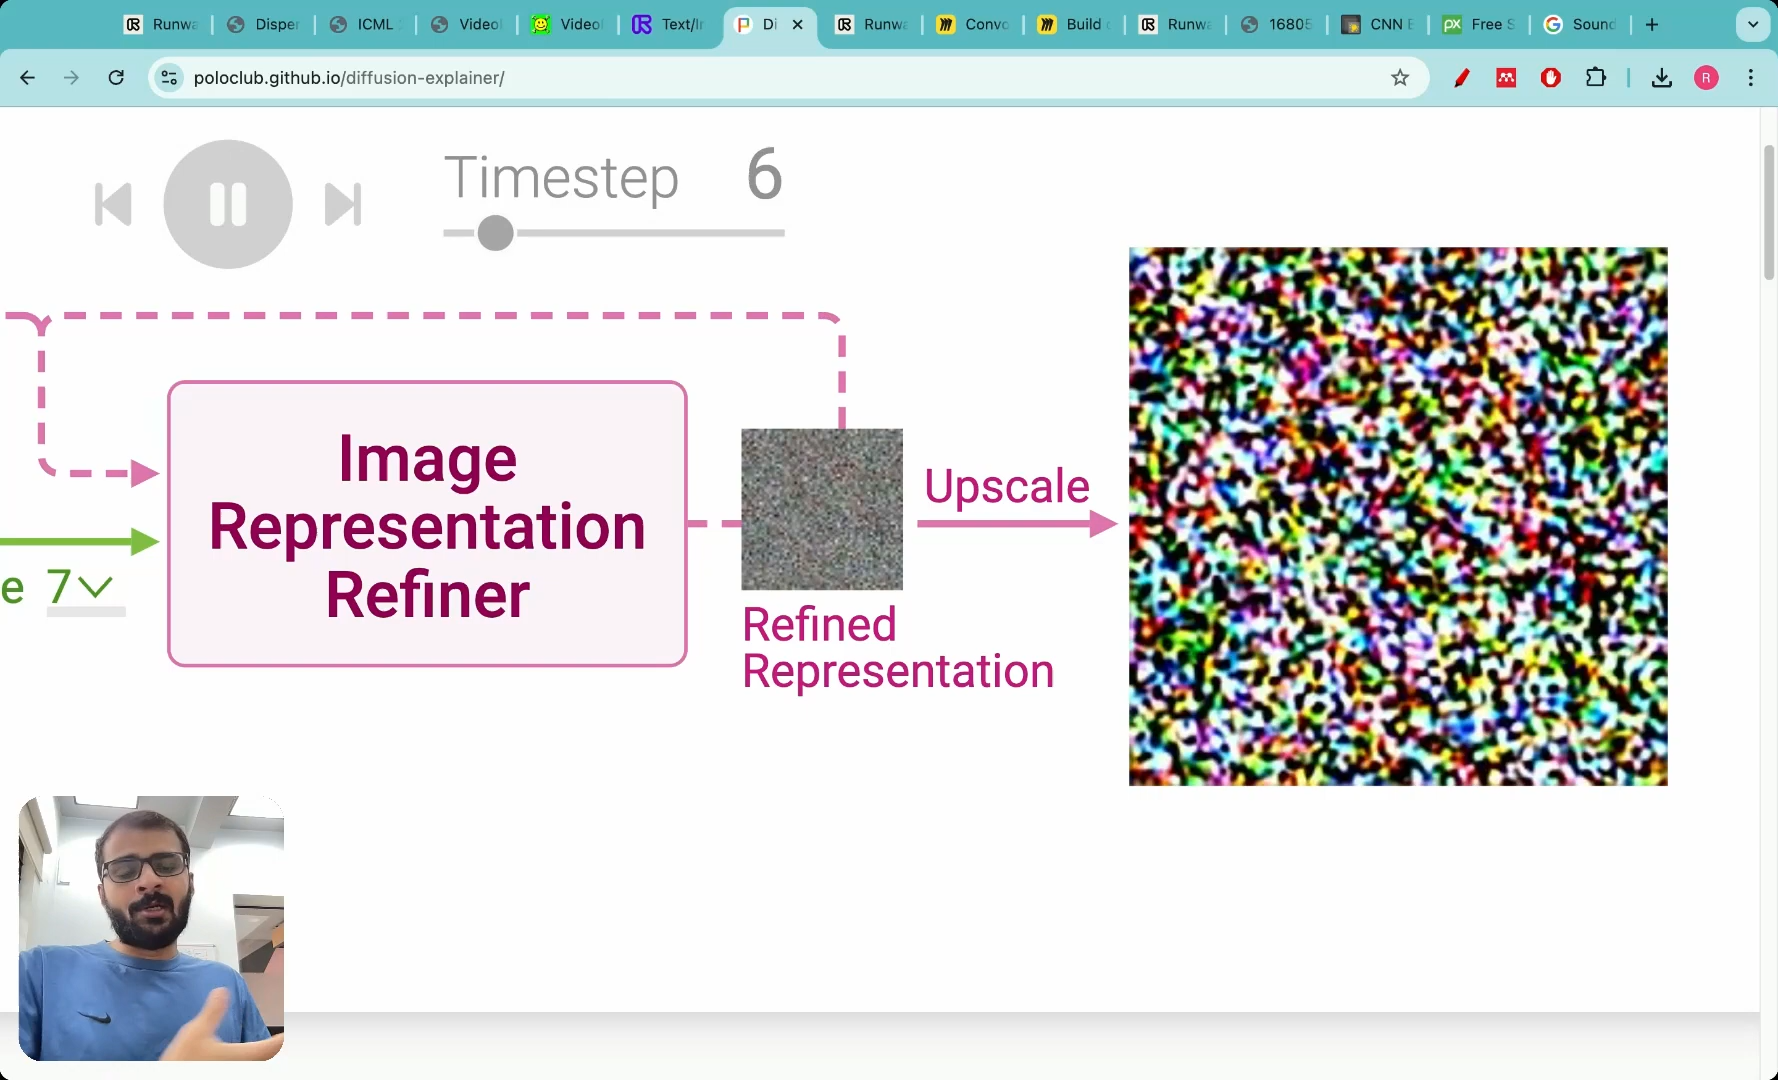 Runwa
Disper
ICML
Video
Video
Text/Ir
Di
Runwa
Convo
Build
Runwa
16805
CNN E
Free S
Sound
poloclub.github.io/diffusion-explainer/
R
Timestep 6
Image
Representation
Refiner
Upscale
e 7
Refined
Representation